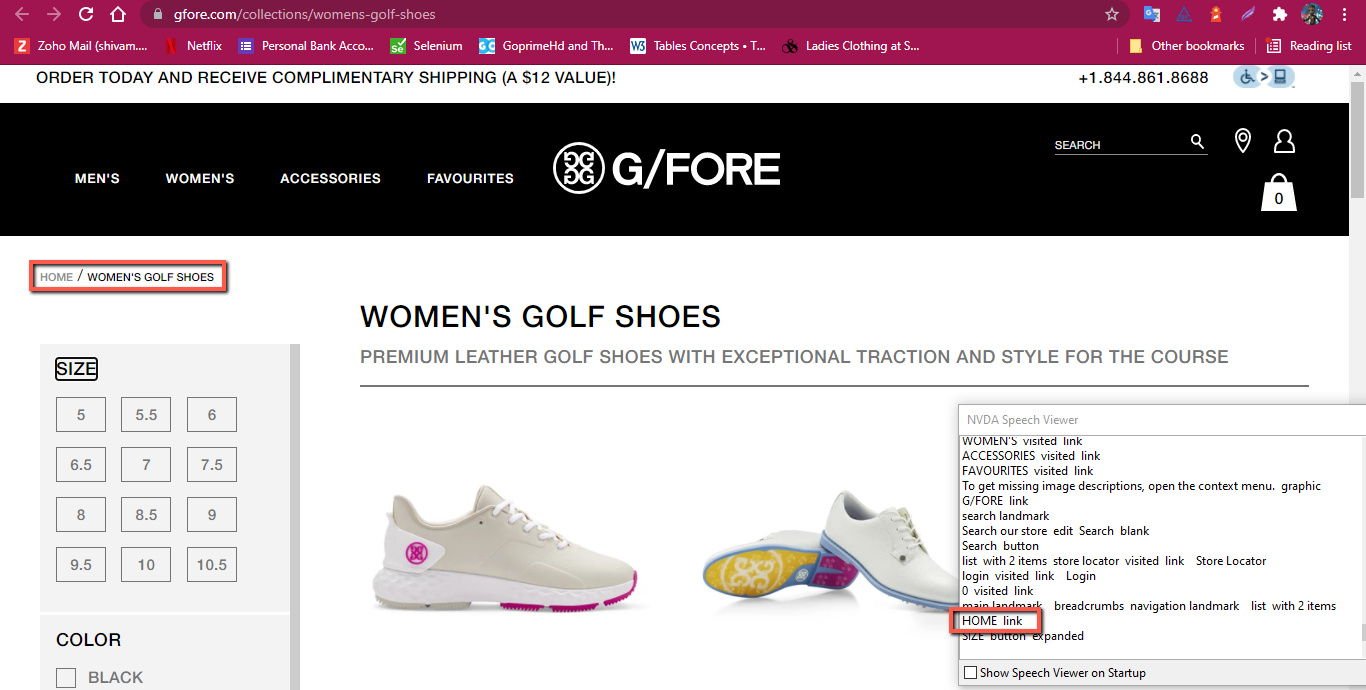 gfore.com/collections/womens-golf-shoes
Zoho Mail (shivam.... Netflix Personal Bank Acco... Selenium GoprimeHd and Th... Tables Concepts • T... Ladies Clothing at S... Other bookmarks Reading list
ORDER TODAY AND RECEIVE COMPLIMENTARY SHIPPING (A $12 VALUE)! +1.844.861.8688
SEARCH
MEN'S WOMEN'S ACCESSORIES FAVOURITES G/FORE
0
HOME / WOMEN'S GOLF SHOES
WOMEN'S GOLF SHOES
PREMIUM LEATHER GOLF SHOES WITH EXCEPTIONAL TRACTION AND STYLE FOR THE COURSE
SIZE
5 5.5 6
6.5 7 7.5
8 8.5 9
9.5 10 10.5
COLOR
BLACK
NVDA Speech Viewer
WOMEN'S visited link
ACCESSORIES visited link
FAVOURITES visited link
To get missing image descriptions, open the context menu. graphic
G/FORE link
search landmark
Search our store edit Search blank
Search button
list with 2 items store locator visited link Store Locator
login visited link Login
0 visited link
main landmark breadcrumbs navigation landmark list with 2 items
HOME link
SIZE button expanded
Show Speech Viewer on Startup